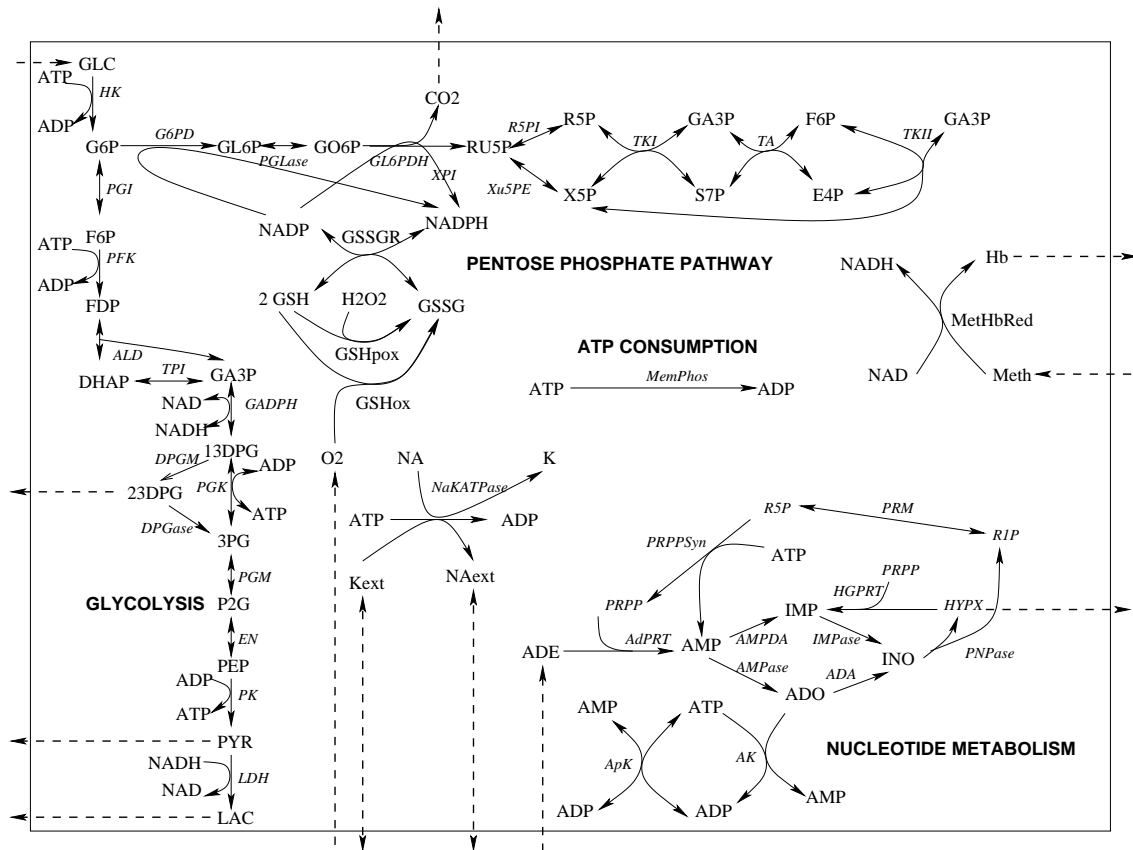 GLC
ATP
HK
ADP
CO2
G6P
G6PD
GL6P
PGLase
GO6P
GL6PDH
RU5P
R5PI
R5P
TKI
GA3P
TA
F6P
TKII
GA3P
XPI
Xu5PE
X5P
S7P
E4P
PGI
NADP
NADPH
F6P
ATP
PFK
ADP
FDP
GSSGR
PENTOSE PHOSPHATE PATHWAY
2 GSH
H2O2
GSSG
GSHpox
GSHox
NADH
Hb
MetHbRed
NAD
Meth
ATP CONSUMPTION
ATP
MemPhos
ADP
ALD
DHAP
TPI
GA3P
NAD
GADPH
NADH
13DPG
DPGM
ADP
23DPG
PGK
ATP
DPGase
3PG
O2
NA
K
NaKATPase
ATP
ADP
Kext
NAext
PGM
GLYCOLYSIS
P2G
EN
PEP
ADP
PK
ATP
PYR
NADH
LDH
NAD
LAC
R5P
PRM
R1P
PRPPSyn
ATP
PRPP
PRPP
HGPRT
IMP
HYPX
ADE
AdPRT
AMP
AMPDA
IMPase
INO
PNPase
AMPase
ADA
ADO
AMP
ATP
NUCLEOTIDE METABOLISM
ApK
AK
ADP
ADP
AMP